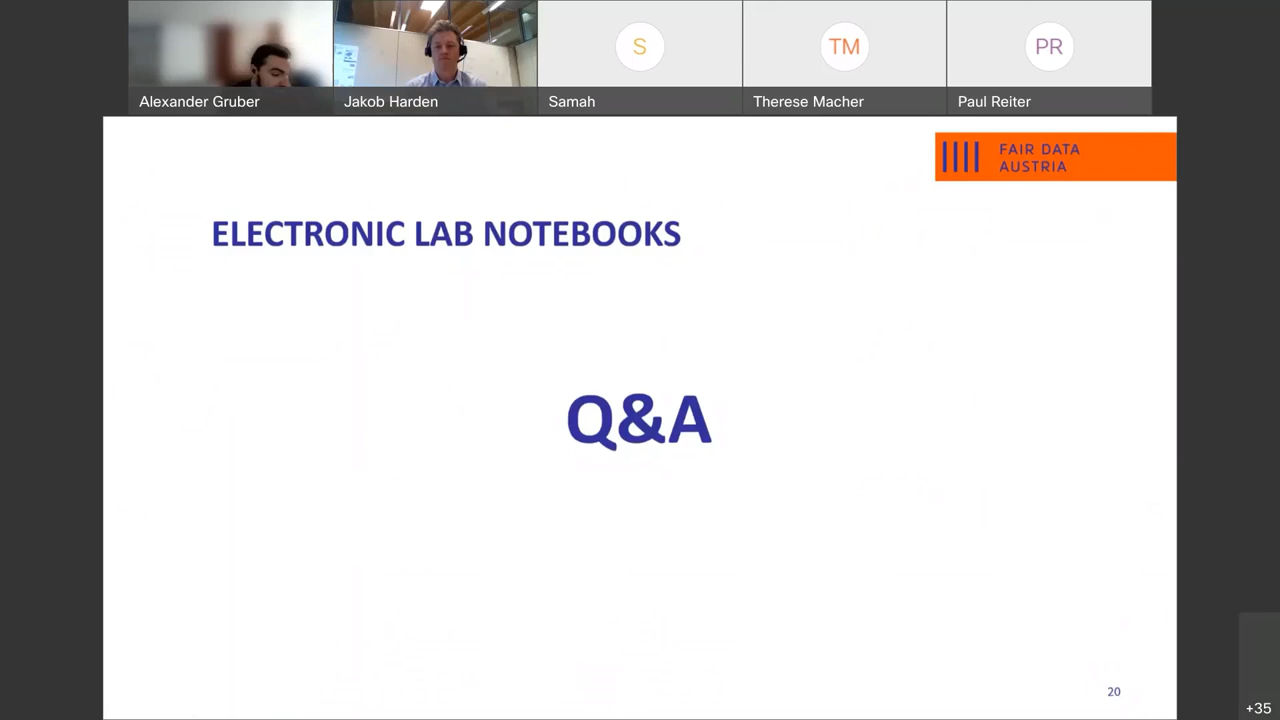 S
TM
PR
Alexander Gruber
Jakob Harden
Samah
Therese Macher
Paul Reiter
FAIR DATA
AUSTRIA
ELECTRONIC LAB NOTEBOOKS
Q&A
20
+35